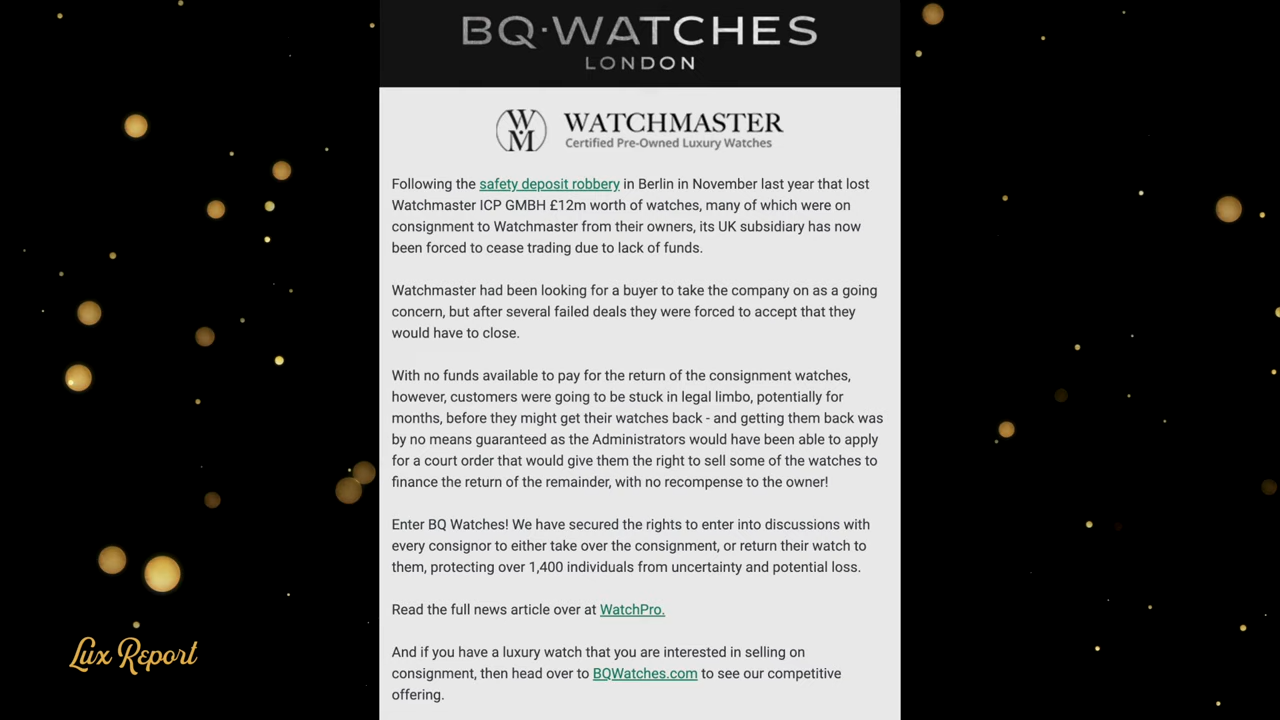 BQ·WATCHES
LONDON
WM
WATCHMASTER
Certified Pre-Owned Luxury Watches
Following the safety deposit robbery in Berlin in November last year that lost
Watchmaster ICP GMBH £12m worth of watches, many of which were on
consignment to Watchmaster from their owners, its UK subsidiary has now
been forced to cease trading due to lack of funds.
Watchmaster had been looking for a buyer to take the company on as a going
concern, but after several failed deals they were forced to accept that they
would have to close.
With no funds available to pay for the return of the consignment watches,
however, customers were going to be stuck in legal limbo, potentially for
months, before they might get their watches back - and getting them back was
by no means guaranteed as the Administrators would have been able to apply
for a court order that would give them the right to sell some of the watches to
finance the return of the remainder, with no recompense to the owner!
Enter BQ Watches! We have secured the rights to enter into discussions with
every consignor to either take over the consignment, or return their watch to
them, protecting over 1,400 individuals from uncertainty and potential loss.
Read the full news article over at WatchPro.
And if you have a luxury watch that you are interested in selling on
consignment, then head over to BQWatches.com to see our competitive
offering.
Lux Report